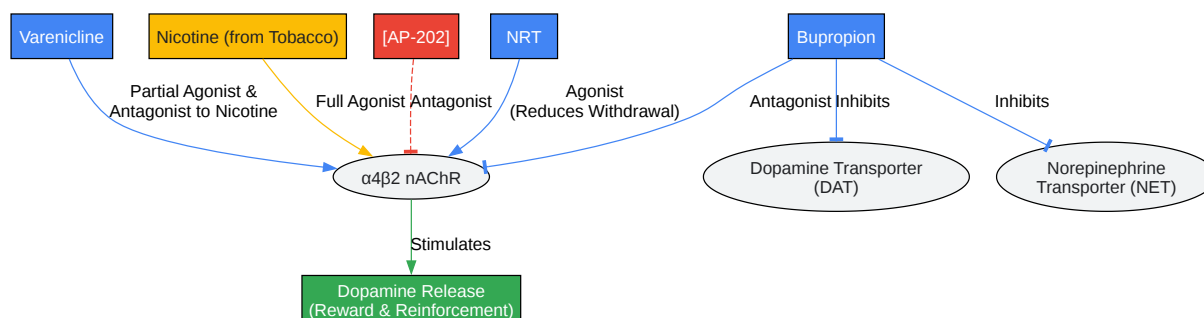 Varenicline
Nicotine (from Tobacco)
[AP-202]
NRT
Bupropion
Partial Agonist &
Antagonist to Nicotine
Full Agonist
Antagonist
Agonist
(Reduces Withdrawal)
Antagonist
Inhibits
Inhibits
α4β2 nAChR
Dopamine Transporter
(DAT)
Norepinephrine
Transporter (NET)
Stimulates
Dopamine Release
(Reward & Reinforcement)